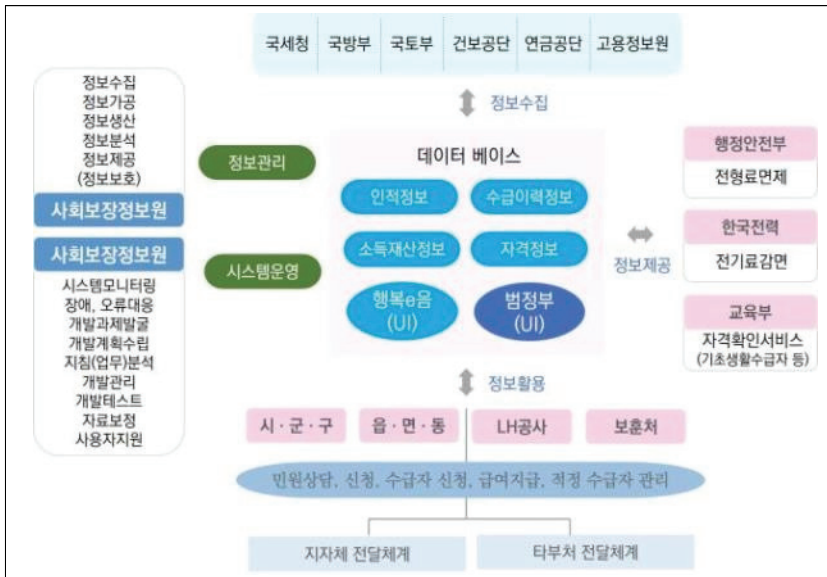 국세청 국방부 국토부 건보공단 연금공단 고용정보원
정보수집
정보수집
정보가공
정보생산
정보분석
정보제공
(정보보호)
사회보장정보원
사회보장정보원
시스템모니터링
장애, 오류대응
개발과제발굴
개발계획수립
지침(업무)분석
개발관리
개발테스트
자료보정
사용자지원
정보관리
시스템운영
데이터 베이스
인적정보 수급이력정보
소득재산정보 자격정보
행복e음
(UI)
범정부
(UI)
정보제공
행정안전부
전형료면제
한국전력
전기료감면
교육부
자격확인서비스
(기초생활수급자 등)
정보활용
시·군·구 읍·면·동 LH공사 보훈처
민원상담, 신청, 수급자 신청, 급여지급, 적정 수급자 관리
지자체 전달체계 타부처 전달체계